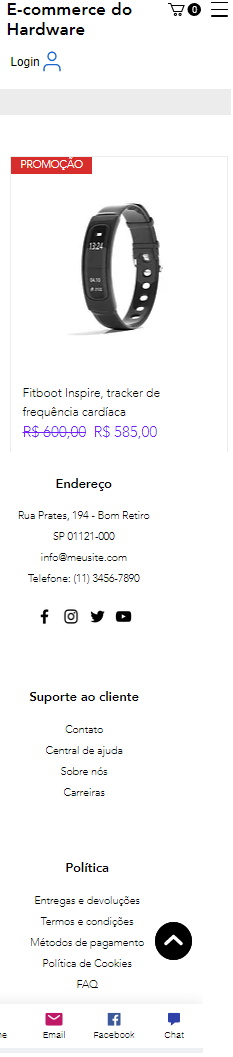 E-commerce do
Hardware
0
Login
PROMOÇÃO
13:24
Fitboot Inspire, tracker de
frequência cardíaca
R$ 600,00 R$ 585,00
Endereço
Rua Prates, 194 - Bom Retiro
SP 01121-000
info@meusite.com
Telefone: (11) 3456-7890
Suporte ao cliente
Contato
Central de ajuda
Sobre nós
Carreiras
Política
Entregas e devoluções
Termos e condições
Métodos de pagamento
Política de Cookies
FAQ
Email Facebook Chat